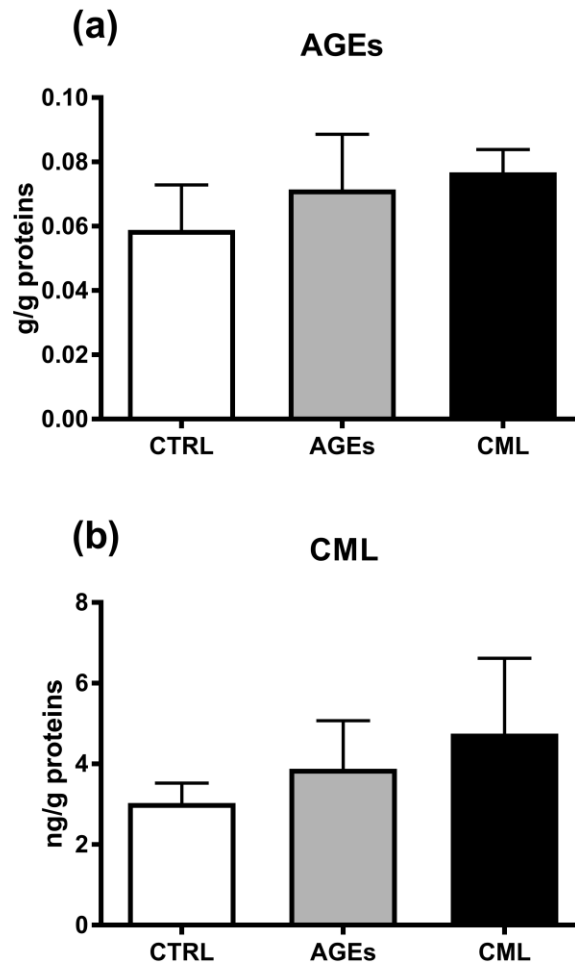 (a)
AGEs
g/g proteins
0.10
0.08
0.06
0.04
0.02
0.00
CTRL AGEs CML
(b)
CML
ng/g proteins
8
6
4
2
0
CTRL AGEs CML